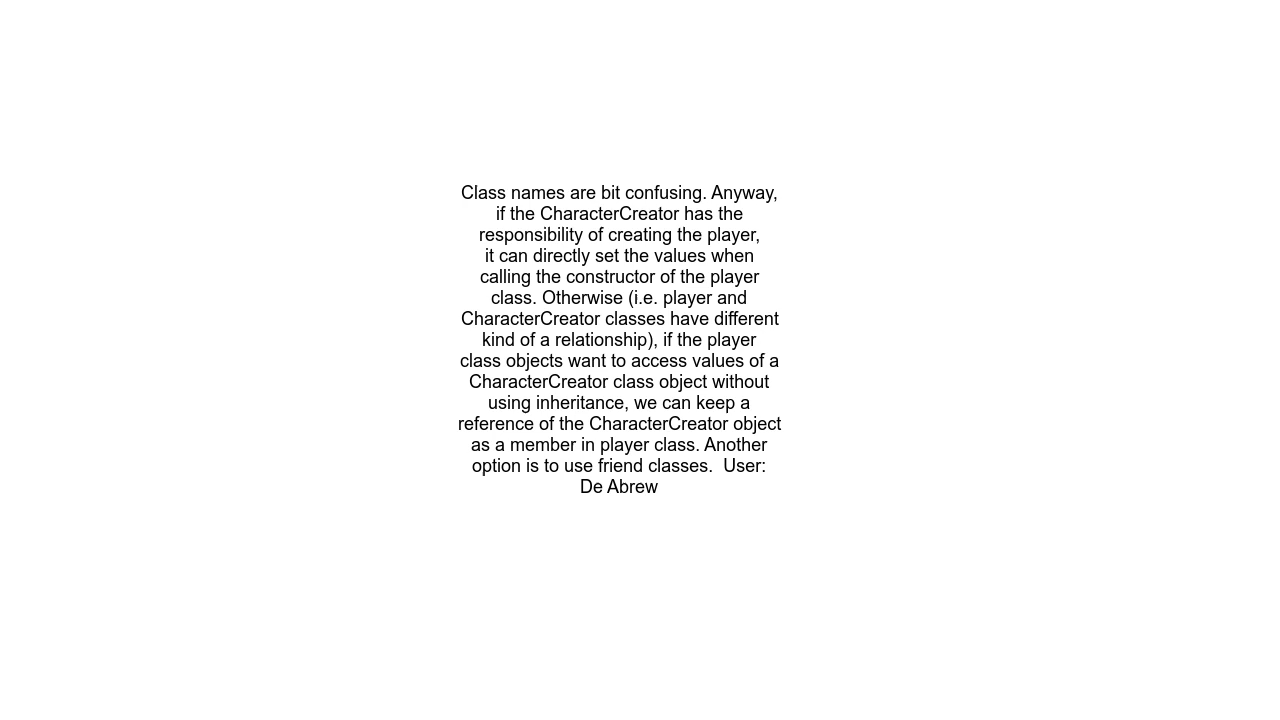 Class names are bit confusing. Anyway,
if the CharacterCreator has the
responsibility of creating the player,
it can directly set the values when
calling the constructor of the player
class. Otherwise (i.e. player and
CharacterCreator classes have different
kind of a relationship), if the player
class objects want to access values of a
CharacterCreator class object without
using inheritance, we can keep a
reference of the CharacterCreator object
as a member in player class. Another
option is to use friend classes.  User:
De Abrew